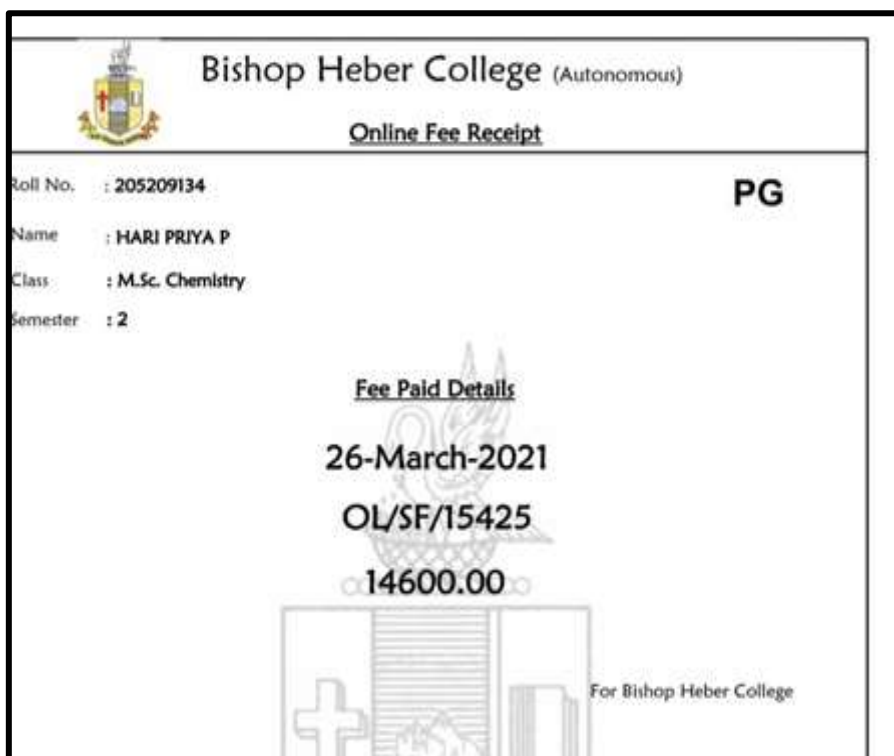 Bishop Heber College (Autonomous)
Online Fee Receipt
Roll No. : 205209134
PG
Name : HARI PRIYA P
Class : M.Sc. Chemistry
Semester : 2
Fee Paid Details
26-March-2021
OL/SF/15425
14600.00
For Bishop Heber College